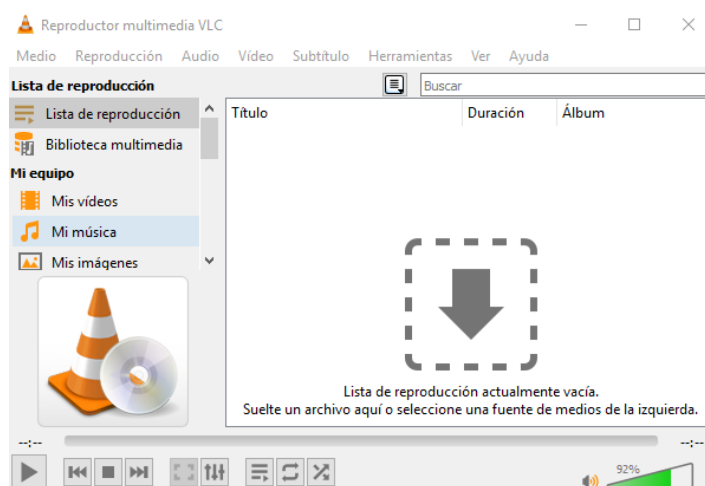 Reproductor multimedia VLC
Medio Reproducción Audio Vídeo Subtítulo Herramientas Ver Ayuda
Lista de reproducción
Buscar
Lista de reproducción
Título Duración Álbum
Biblioteca multimedia
Mi equipo
Mis vídeos
Mi música
Mis imágenes
Lista de reproducción actualmente vacía.
Suelte un archivo aquí o seleccione una fuente de medios de la izquierda.
--:-- --:--
92%